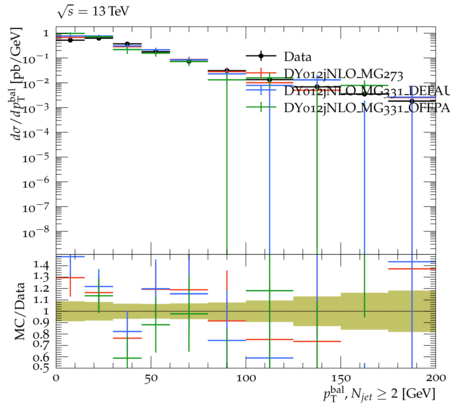 √s = 13 TeV
dσ/dp_T^bal [pb/GeV]
1
10⁻¹
10⁻²
10⁻³
10⁻⁴
10⁻⁵
10⁻⁶
10⁻⁷
10⁻⁸
Data
DY012jNLO_MG273
DY012jNLO_MG331_DEFAU
DY012jNLO_MG331_OFFPA
MC/Data
1.4
1.3
1.2
1.1
1
0.9
0.8
0.7
0.6
0.5
0 50 100 150 200
p_T^bal, N_jet ≥ 2 [GeV]